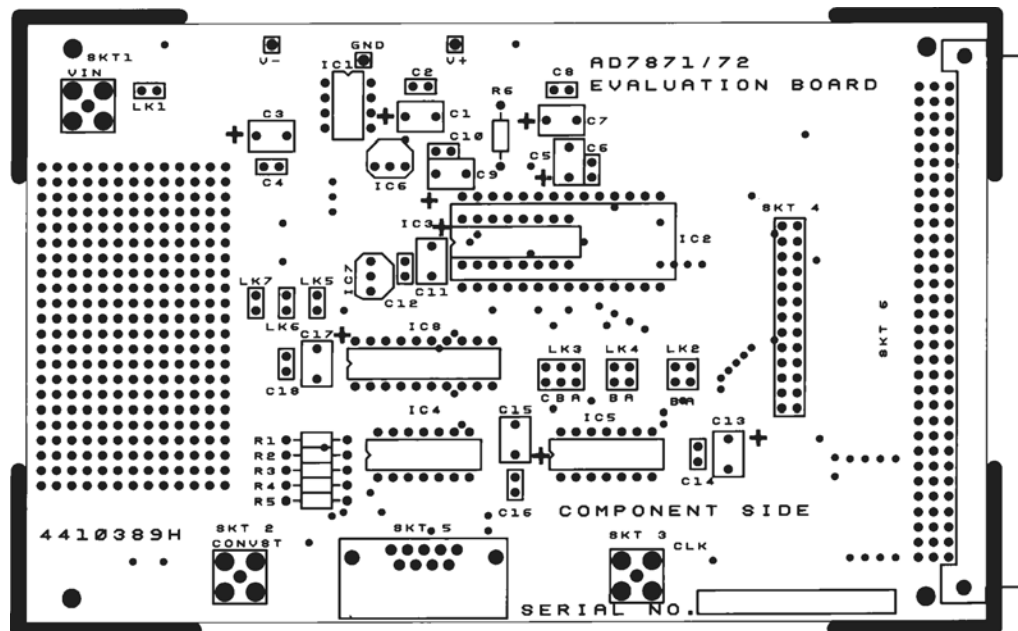 SKT1
VIN
LK1
V-
GND
V+
IC1
C2
C1
C3
C4
IC6
C10
C9
R6
C8
C7
C5
C6
AD7871/72
EVALUATION BOARD
IC3
IC2
SKT 4
SKT 6
IC7
C12
C11
LK7
LK6
LK5
C17
C18
IC8
LK3
C B A
LK4
B A
LK2
B A
IC4
C15
C16
IC5
C13
C14
R1
R2
R3
R4
R5
COMPONENT SIDE
4410389H
SKT 2
CONVST
SKT 5
SKT 3
CLK
SERIAL NO.
+
+
+
+
+
+
+
+
+